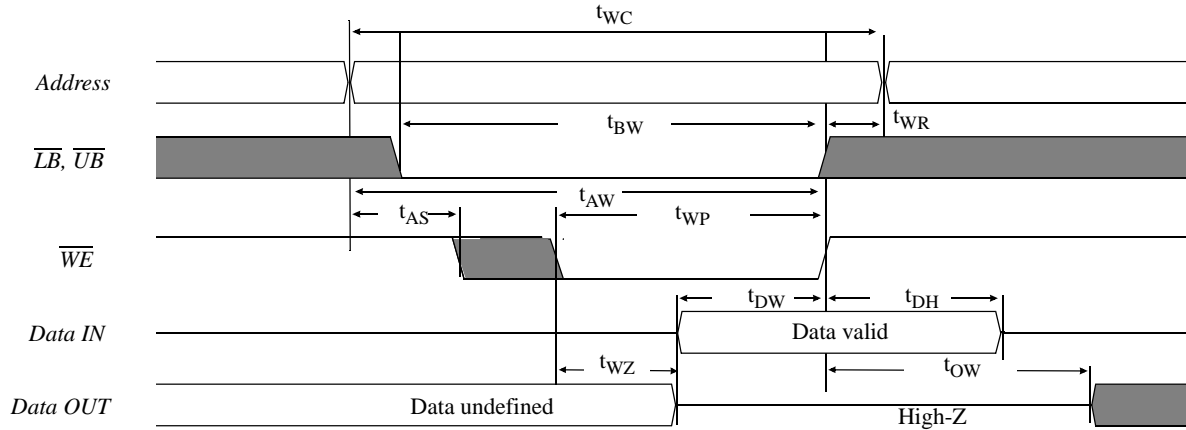 tWC
Address
tBW
tWR
LB, UB
tAW
tAS
tWP
WE
tDW
tDH
Data IN
Data valid
tWZ
tOW
Data OUT
Data undefined
High-Z